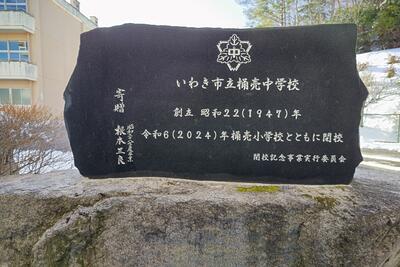 中
いわき市立桶売中学校
創立 昭和22(1947)年
令和6(2024)年桶売小学校とともに閉校
閉校記念事業実行委員会
寄贈
根本三良